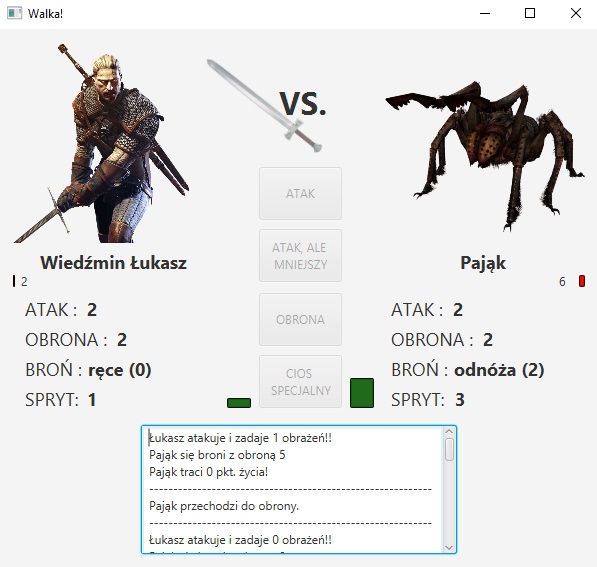 Walka!
VS.
ATAK
ATAK, ALE
MNIEJSZY
OBRONA
CIOS
SPECJALNY
Wiedźmin Łukasz
2
ATAK : 2
OBRONA : 2
BROŃ : ręce (0)
SPRYT: 1
Pająk
6
ATAK : 2
OBRONA : 2
BROŃ : odnóża (2)
SPRYT: 3
Łukasz atakuje i zadaje 1 obrażeń!!
Pająk się broni z obroną 5
Pająk traci 0 pkt. życia!
Pająk przechodzi do obrony.
Łukasz atakuje i zadaje 0 obrażeń!!